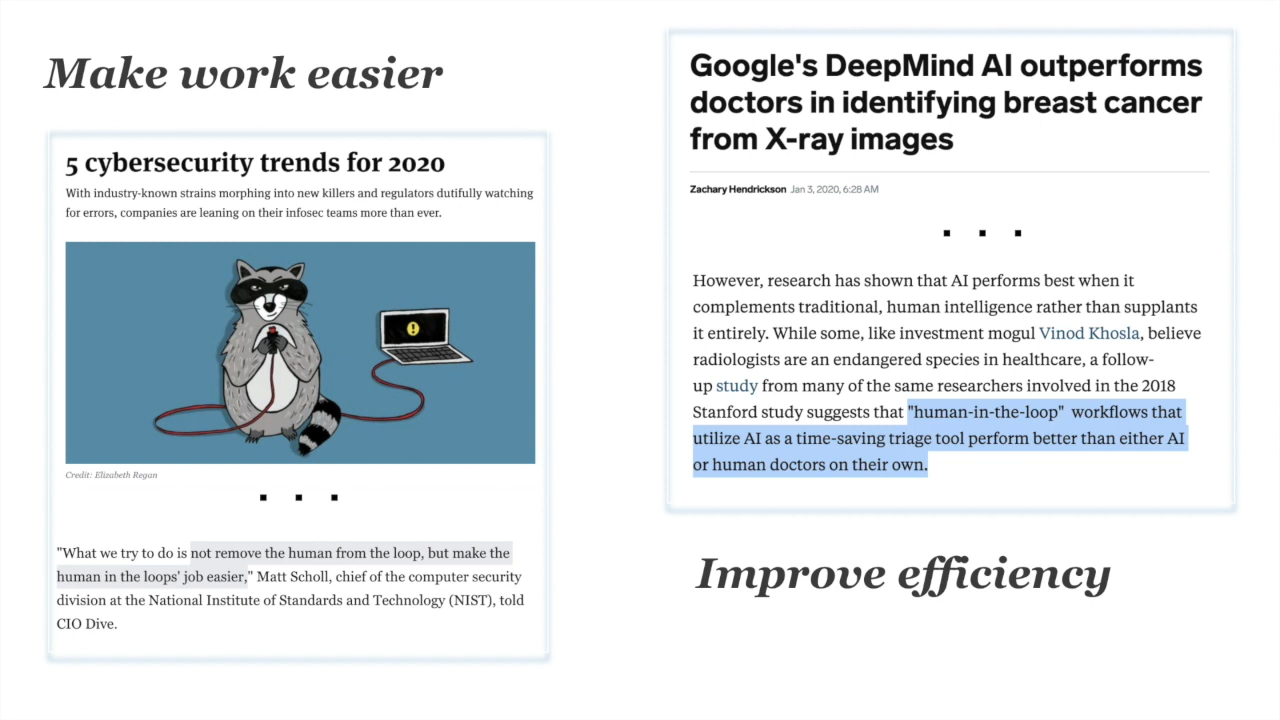 Make work easier
5 cybersecurity trends for 2020
With industry-known strains morphing into new killers and regulators dutifully watching
for errors, companies are leaning on their infosec teams more than ever.
Credit: Elizabeth Regan
"What we try to do is not remove the human from the loop, but make the
human in the loops' job easier," Matt Scholl, chief of the computer security
division at the National Institute of Standards and Technology (NIST), told
CIO Dive.
Google's DeepMind AI outperforms
doctors in identifying breast cancer
from X-ray images
Zachary Hendrickson Jan 3, 2020, 6:28 AM
However, research has shown that AI performs best when it
complements traditional, human intelligence rather than supplants
it entirely. While some, like investment mogul Vinod Khosla, believe
radiologists are an endangered species in healthcare, a follow-
up study from many of the same researchers involved in the 2018
Stanford study suggests that "human-in-the-loop" workflows that
utilize AI as a time-saving triage tool perform better than either AI
or human doctors on their own.
Improve efficiency